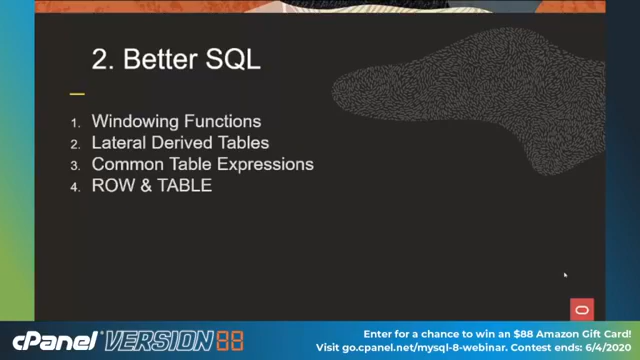 2. Better SQL
1. Windowing Functions
2. Lateral Derived Tables
3. Common Table Expressions
4. ROW & TABLE
cPanel VERSION 88
Enter for a chance to win an $88 Amazon Gift Card!
Visit go.cpanel.net/mysql-8-webinar. Contest ends: 6/4/2020